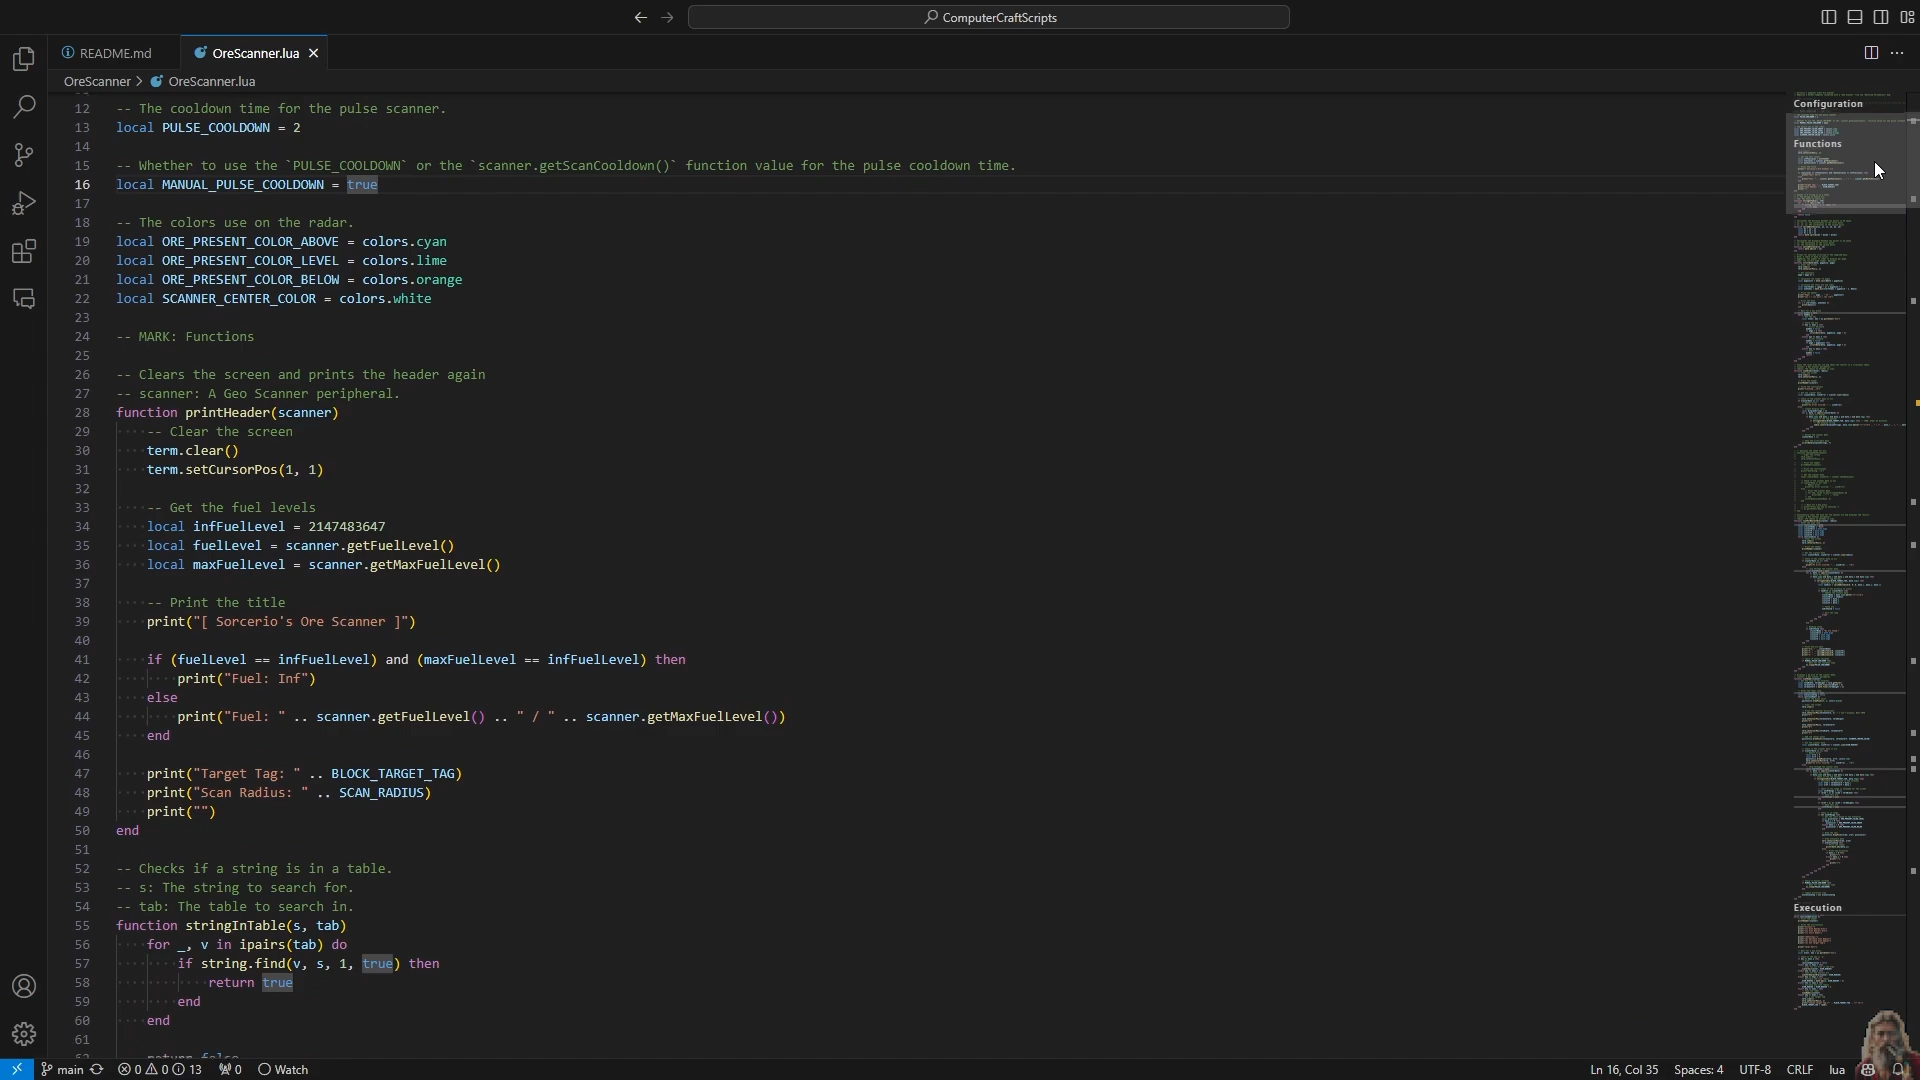 ComputerCraftScripts
README.md
OreScanner.lua
OreScanner > OreScanner.lua
12 -- The cooldown time for the pulse scanner.
13 local PULSE_COOLDOWN = 2
14
15 -- Whether to use the `PULSE_COOLDOWN` or the `scanner.getScanCooldown()` function value for the pulse cooldown time.
16 local MANUAL_PULSE_COOLDOWN = true
17
18 -- The colors use on the radar.
19 local ORE_PRESENT_COLOR_ABOVE = colors.cyan
20 local ORE_PRESENT_COLOR_LEVEL = colors.lime
21 local ORE_PRESENT_COLOR_BELOW = colors.orange
22 local SCANNER_CENTER_COLOR = colors.white
23
24 -- MARK: Functions
25
26 -- Clears the screen and prints the header again
27 -- scanner: A Geo Scanner peripheral.
28 function printHeader(scanner)
29 -- Clear the screen
30 term.clear()
31 term.setCursorPos(1, 1)
32
33 -- Get the fuel levels
34 local infFuelLevel = 2147483647
35 local fuelLevel = scanner.getFuelLevel()
36 local maxFuelLevel = scanner.getMaxFuelLevel()
37
38 -- Print the title
39 print("[ Sorcerio's Ore Scanner ]")
40
41 if (fuelLevel == infFuelLevel) and (maxFuelLevel == infFuelLevel) then
42 print("Fuel: Inf")
43 else
44 print("Fuel: " .. scanner.getFuelLevel() .. " / " .. scanner.getMaxFuelLevel())
45 end
46
47 print("Target Tag: " .. BLOCK_TARGET_TAG)
48 print("Scan Radius: " .. SCAN_RADIUS)
49 print("")
50 end
51
52 -- Checks if a string is in a table.
53 -- s: The string to search for.
54 -- tab: The table to search in.
55 function stringInTable(s, tab)
56 for _, v in ipairs(tab) do
57 if string.find(v, s, 1, true) then
58 return true
59 end
60 end
61
62 return false
Configuration
Functions
Execution
main 0 0 13 0 Watch
Ln 16, Col 35 Spaces: 4 UTF-8 CRLF lua